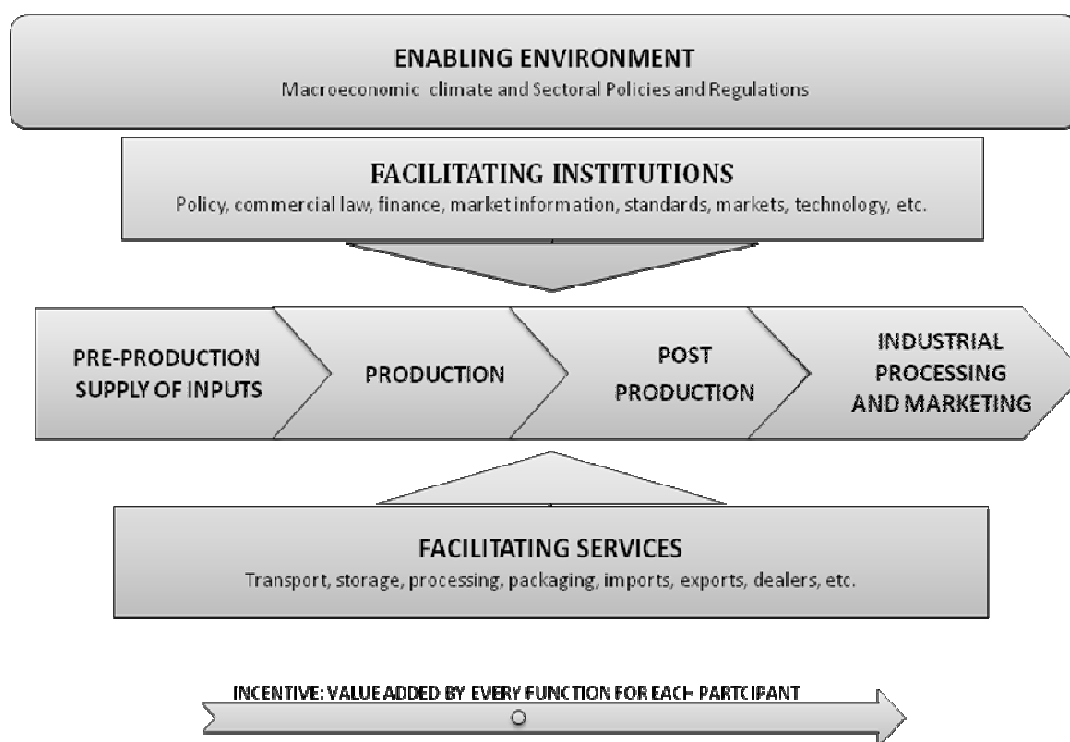 ENABLING ENVIRONMENT
Macroeconomic climate and Sectoral Policies and Regulations
FACILITATING INSTITUTIONS
Policy, commercial law, finance, market information, standards, markets, technology, etc.
PRE-PRODUCTION
SUPPLY OF INPUTS
PRODUCTION
POST
PRODUCTION
INDUSTRIAL
PROCESSING
AND MARKETING
FACILITATING SERVICES
Transport, storage, processing, packaging, imports, exports, dealers, etc.
INCENTIVE: VALUE ADDED BY EVERY FUNCTION FOR EACH PARTCIPANT